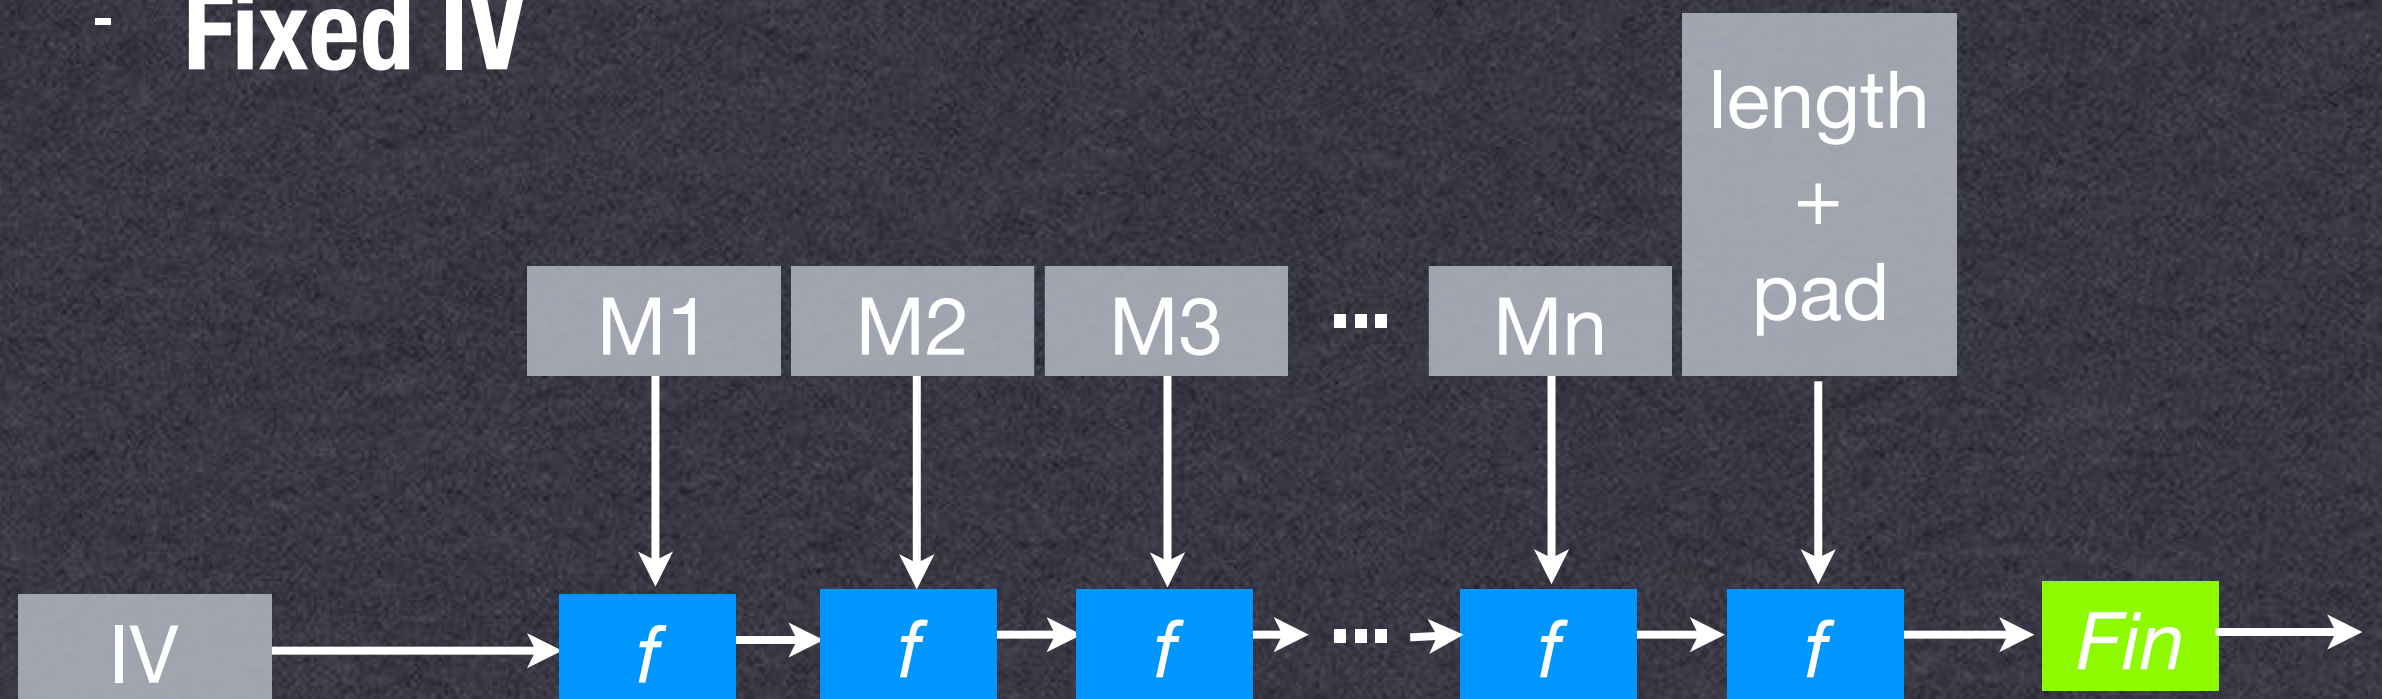 - Fixed IV
length
+
pad
M1 M2 M3 ... Mn
IV f f f ... f f Fin